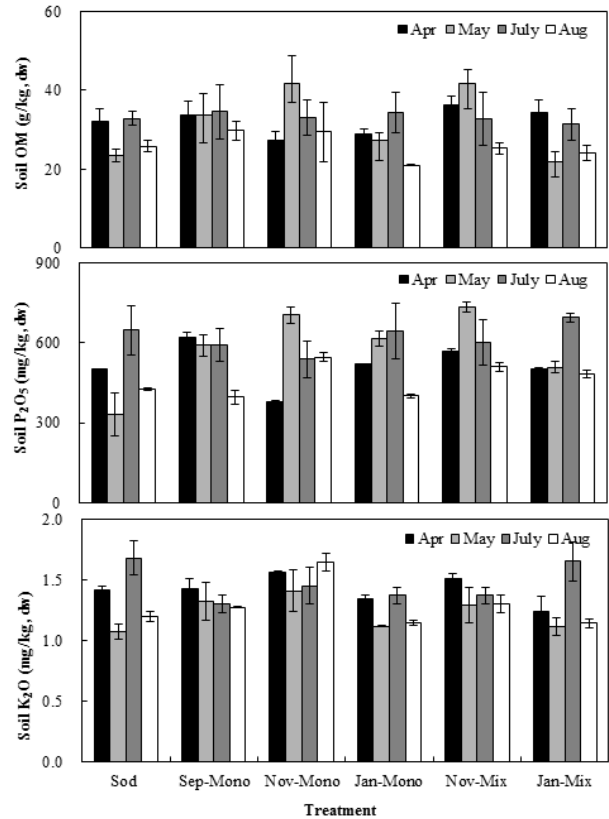 60
40
20
0
Soil OM (g/kg, dw)
Apr May July Aug
900
600
300
0
Soil P₂O₅ (mg/kg, dw)
Apr May July Aug
2.0
1.5
1.0
0.5
0.0
Soil K₂O (mg/kg, dw)
Apr May July Aug
Sod Sep-Mono Nov-Mono Jan-Mono Nov-Mix Jan-Mix
Treatment